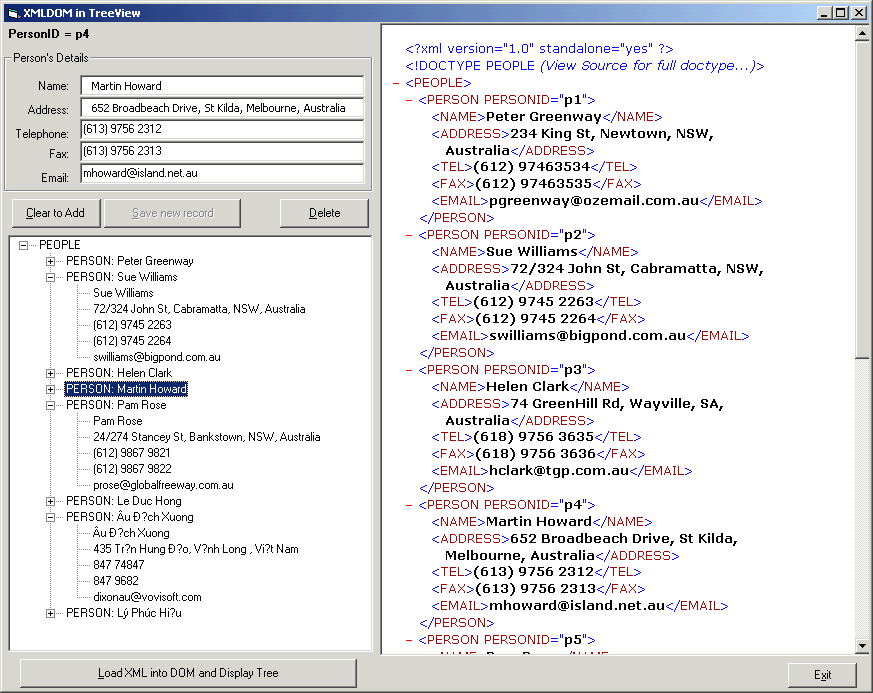 XMLDOM in TreeView
PersonID = p4
Person's Details
Name: Martin Howard
Address: 652 Broadbeach Drive, St Kilda, Melbourne, Australia
Telephone: (613) 9756 2312
Fax: (613) 9756 2313
Email: mhoward@island.net.au
Clear to Add Save new record Delete
PEOPLE
PERSON: Peter Greenway
PERSON: Sue Williams
Sue Williams
72/324 John St, Cabramatta, NSW, Australia
(612) 9745 2263
(612) 9745 2264
swilliams@bigpond.com.au
PERSON: Helen Clark
PERSON: Martin Howard
PERSON: Pam Rose
Pam Rose
24/274 Stancey St, Bankstown, NSW, Australia
(612) 9867 9821
(612) 9867 9822
prose@globalfreeway.com.au
PERSON: Le Duc Hong
PERSON: Âu Ð?ch Xuong
Âu Ð?ch Xuong
435 Tr?n Hung Ð?o, V?nh Long , Vi?t Nam
847 74847
847 9682
dixonau@vovisoft.com
PERSON: Lý Phúc Hi?u
Load XML into DOM and Display Tree
<?xml version="1.0" standalone="yes" ?>
<!DOCTYPE PEOPLE (View Source for full doctype...)>
- <PEOPLE>
- <PERSON PERSONID="p1">
<NAME>Peter Greenway</NAME>
<ADDRESS>234 King St, Newtown, NSW,
Australia</ADDRESS>
<TEL>(612) 97463534</TEL>
<FAX>(612) 97463535</FAX>
<EMAIL>pgreenway@ozemail.com.au</EMAIL>
</PERSON>
- <PERSON PERSONID="p2">
<NAME>Sue Williams</NAME>
<ADDRESS>72/324 John St, Cabramatta, NSW,
Australia</ADDRESS>
<TEL>(612) 9745 2263</TEL>
<FAX>(612) 9745 2264</FAX>
<EMAIL>swilliams@bigpond.com.au</EMAIL>
</PERSON>
- <PERSON PERSONID="p3">
<NAME>Helen Clark</NAME>
<ADDRESS>74 GreenHill Rd, Wayville, SA,
Australia</ADDRESS>
<TEL>(618) 9756 3635</TEL>
<FAX>(618) 9756 3636</FAX>
<EMAIL>hclark@tgp.com.au</EMAIL>
</PERSON>
- <PERSON PERSONID="p4">
<NAME>Martin Howard</NAME>
<ADDRESS>652 Broadbeach Drive, St Kilda,
Melbourne, Australia</ADDRESS>
<TEL>(613) 9756 2312</TEL>
<FAX>(613) 9756 2313</FAX>
<EMAIL>mhoward@island.net.au</EMAIL>
</PERSON>
- <PERSON PERSONID="p5">
Exit